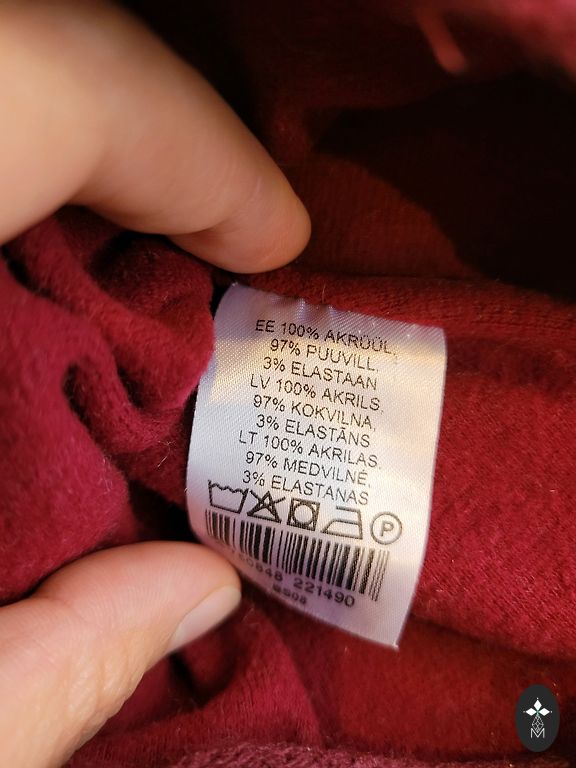 EE 100% AKRÜÜL,
97% PUUVILL,
3% ELASTAAN
LV 100% AKRILS,
97% KOKVILNA,
3% ELASTĀNS
LT 100% AKRILAS,
97% MEDVILNĖ,
3% ELASTANAS
P
221490